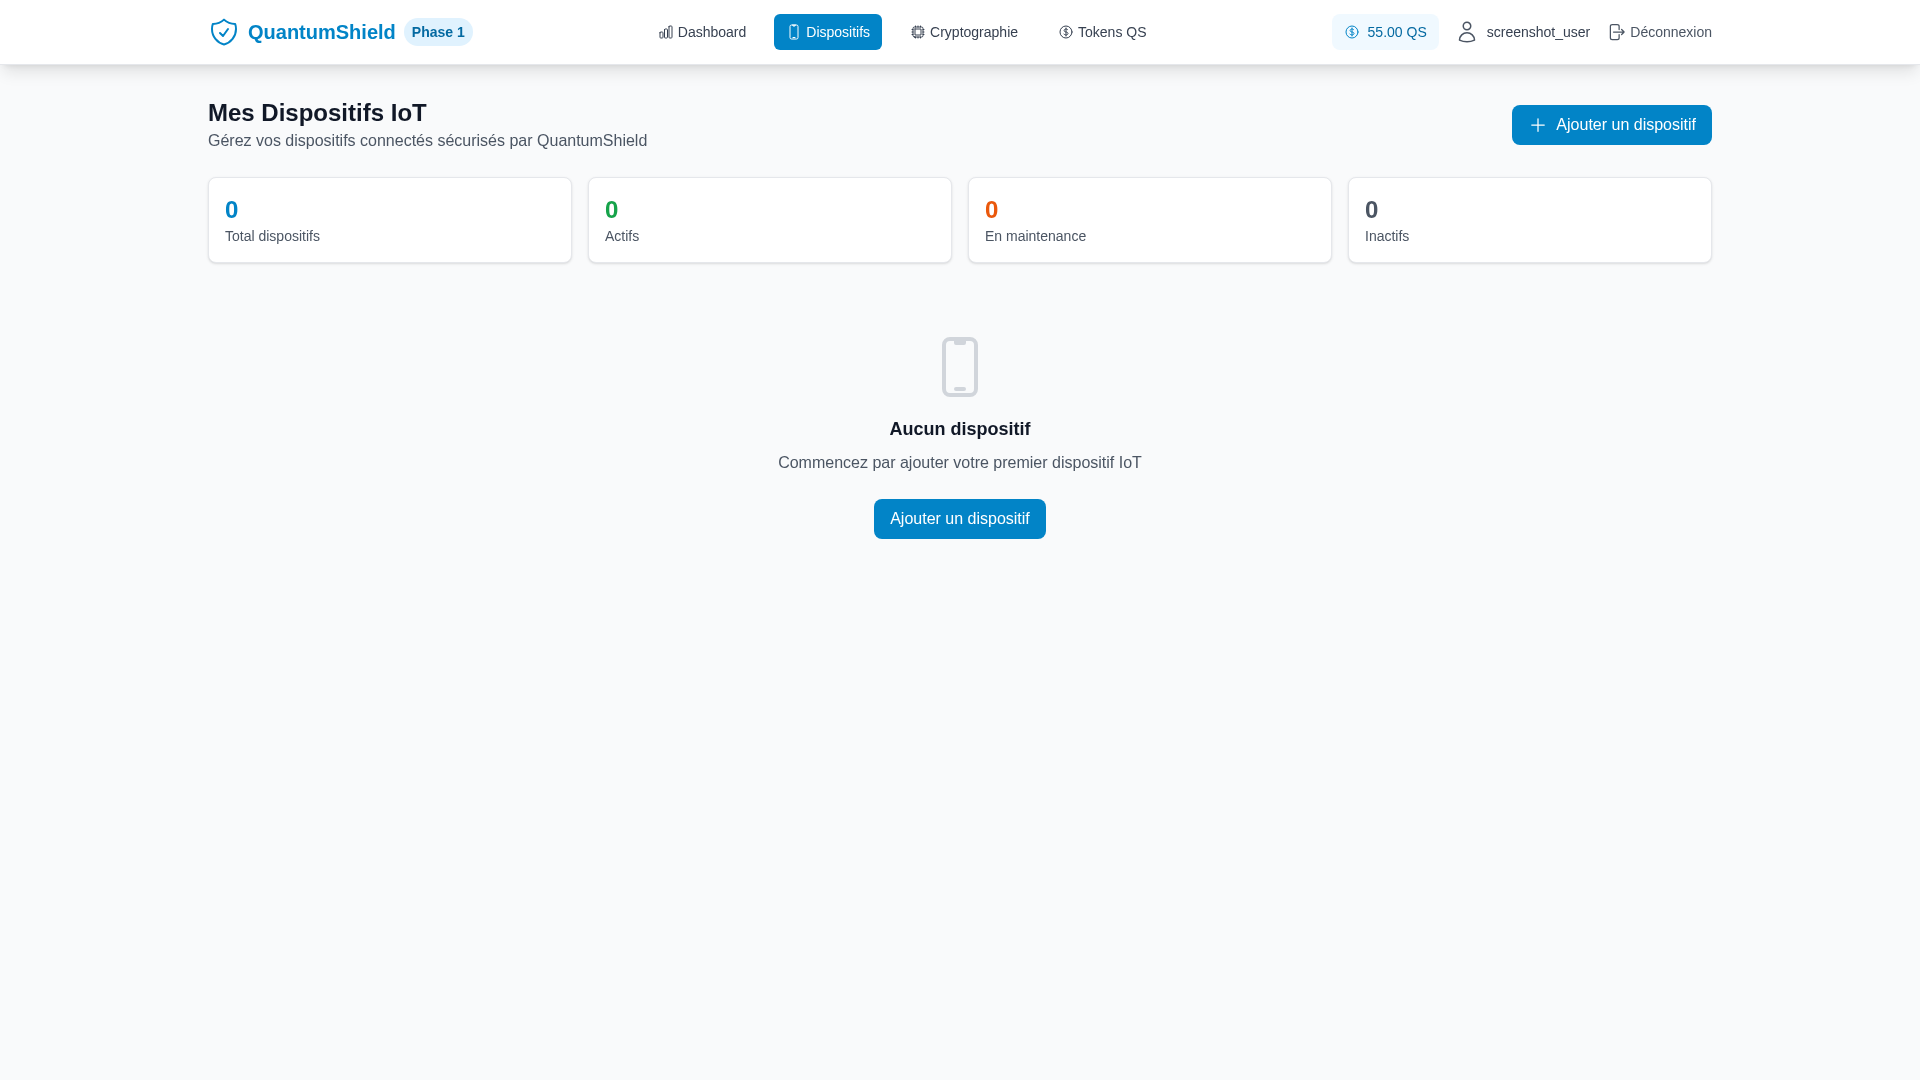 QuantumShield
Phase 1
Dashboard
Dispositifs
Cryptographie
Tokens QS
55.00 QS
screenshot_user
Déconnexion
Mes Dispositifs IoT
Gérez vos dispositifs connectés sécurisés par QuantumShield
Ajouter un dispositif
0
Total dispositifs
0
Actifs
0
En maintenance
0
Inactifs
Aucun dispositif
Commencez par ajouter votre premier dispositif IoT
Ajouter un dispositif